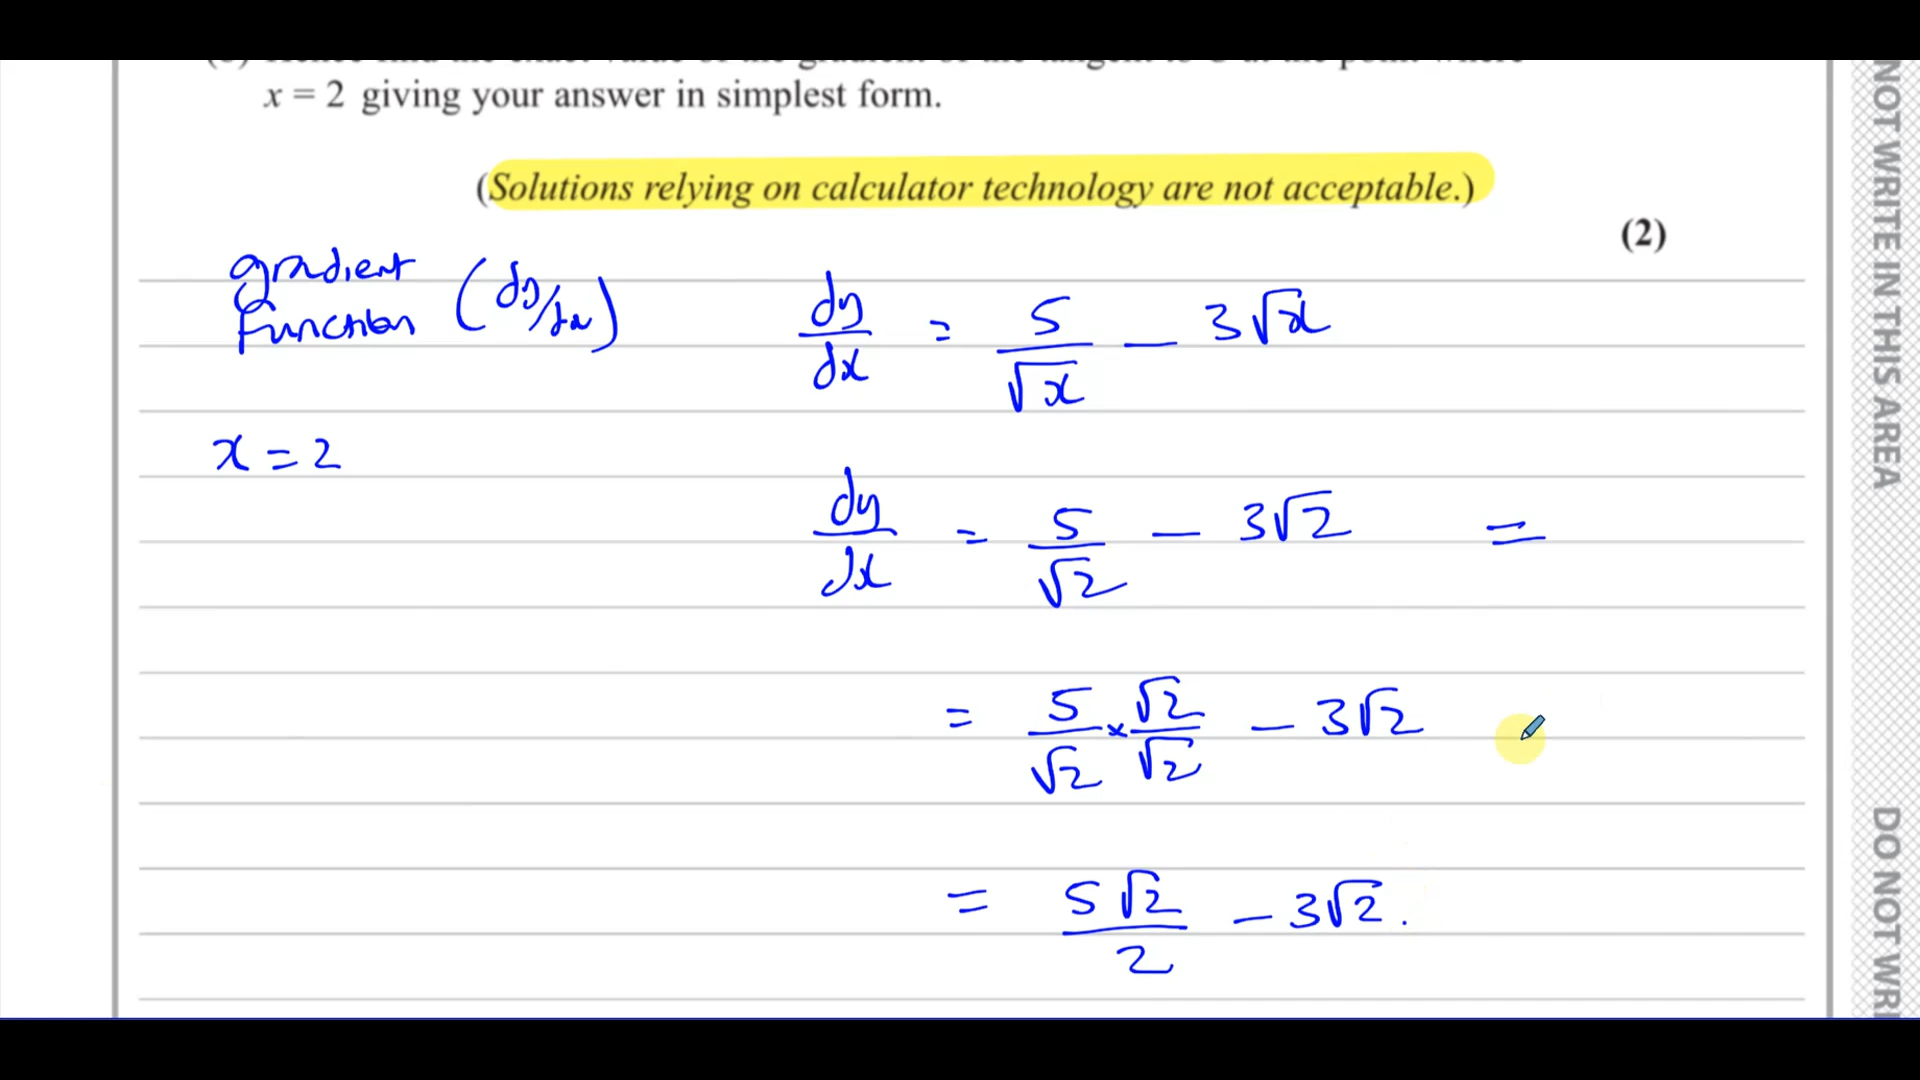 x = 2 giving your answer in simplest form.
(Solutions relying on calculator technology are not acceptable.)
(2)
gradient function (dy/dx)
dy/dx = 5/√x − 3√x
x = 2
dy/dx = 5/√2 − 3√2 =
= 5/√2 × √2/√2 − 3√2
= 5√2/2 − 3√2.
NOT WRITE IN THIS AREA
DO NOT WRI